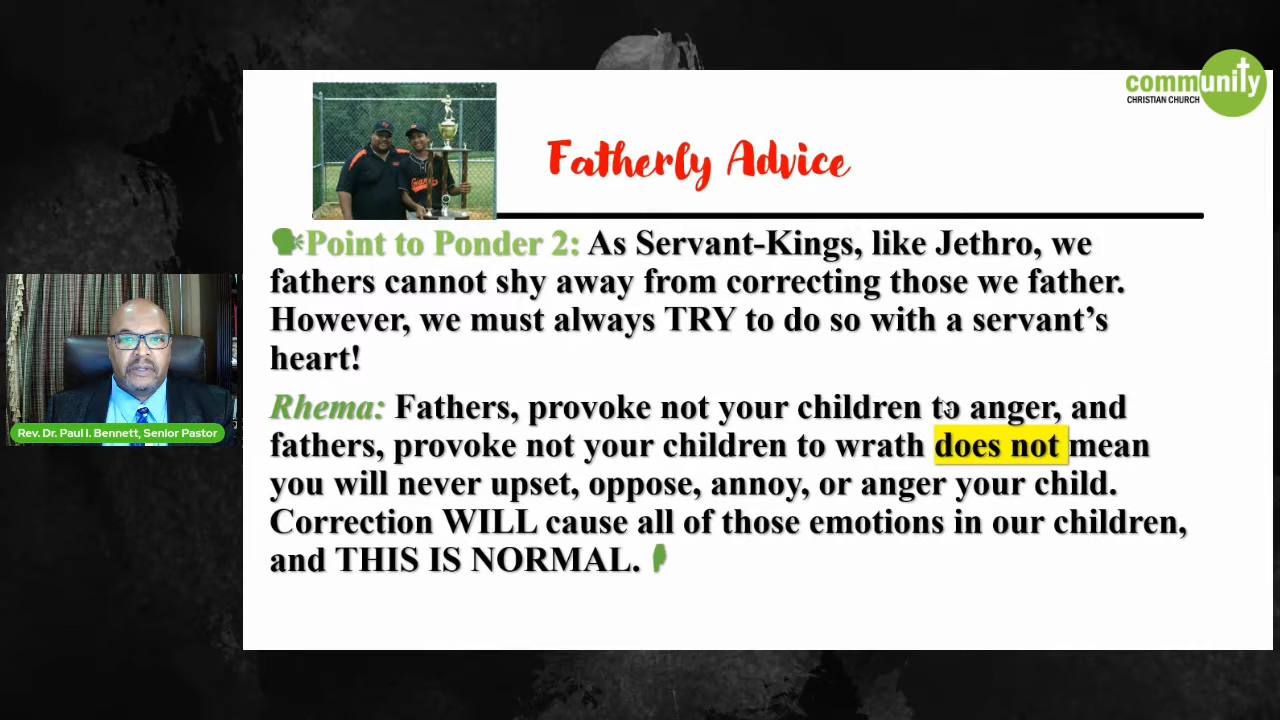 community
CHRISTIAN CHURCH
Fatherly Advice
Giants
Point to Ponder 2: As Servant-Kings, like Jethro, we
fathers cannot shy away from correcting those we father.
However, we must always TRY to do so with a servant’s
heart!
Rhema: Fathers, provoke not your children to anger, and
fathers, provoke not your children to wrath does not mean
you will never upset, oppose, annoy, or anger your child.
Correction WILL cause all of those emotions in our children,
and THIS IS NORMAL.
Rev. Dr. Paul I. Bennett, Senior Pastor